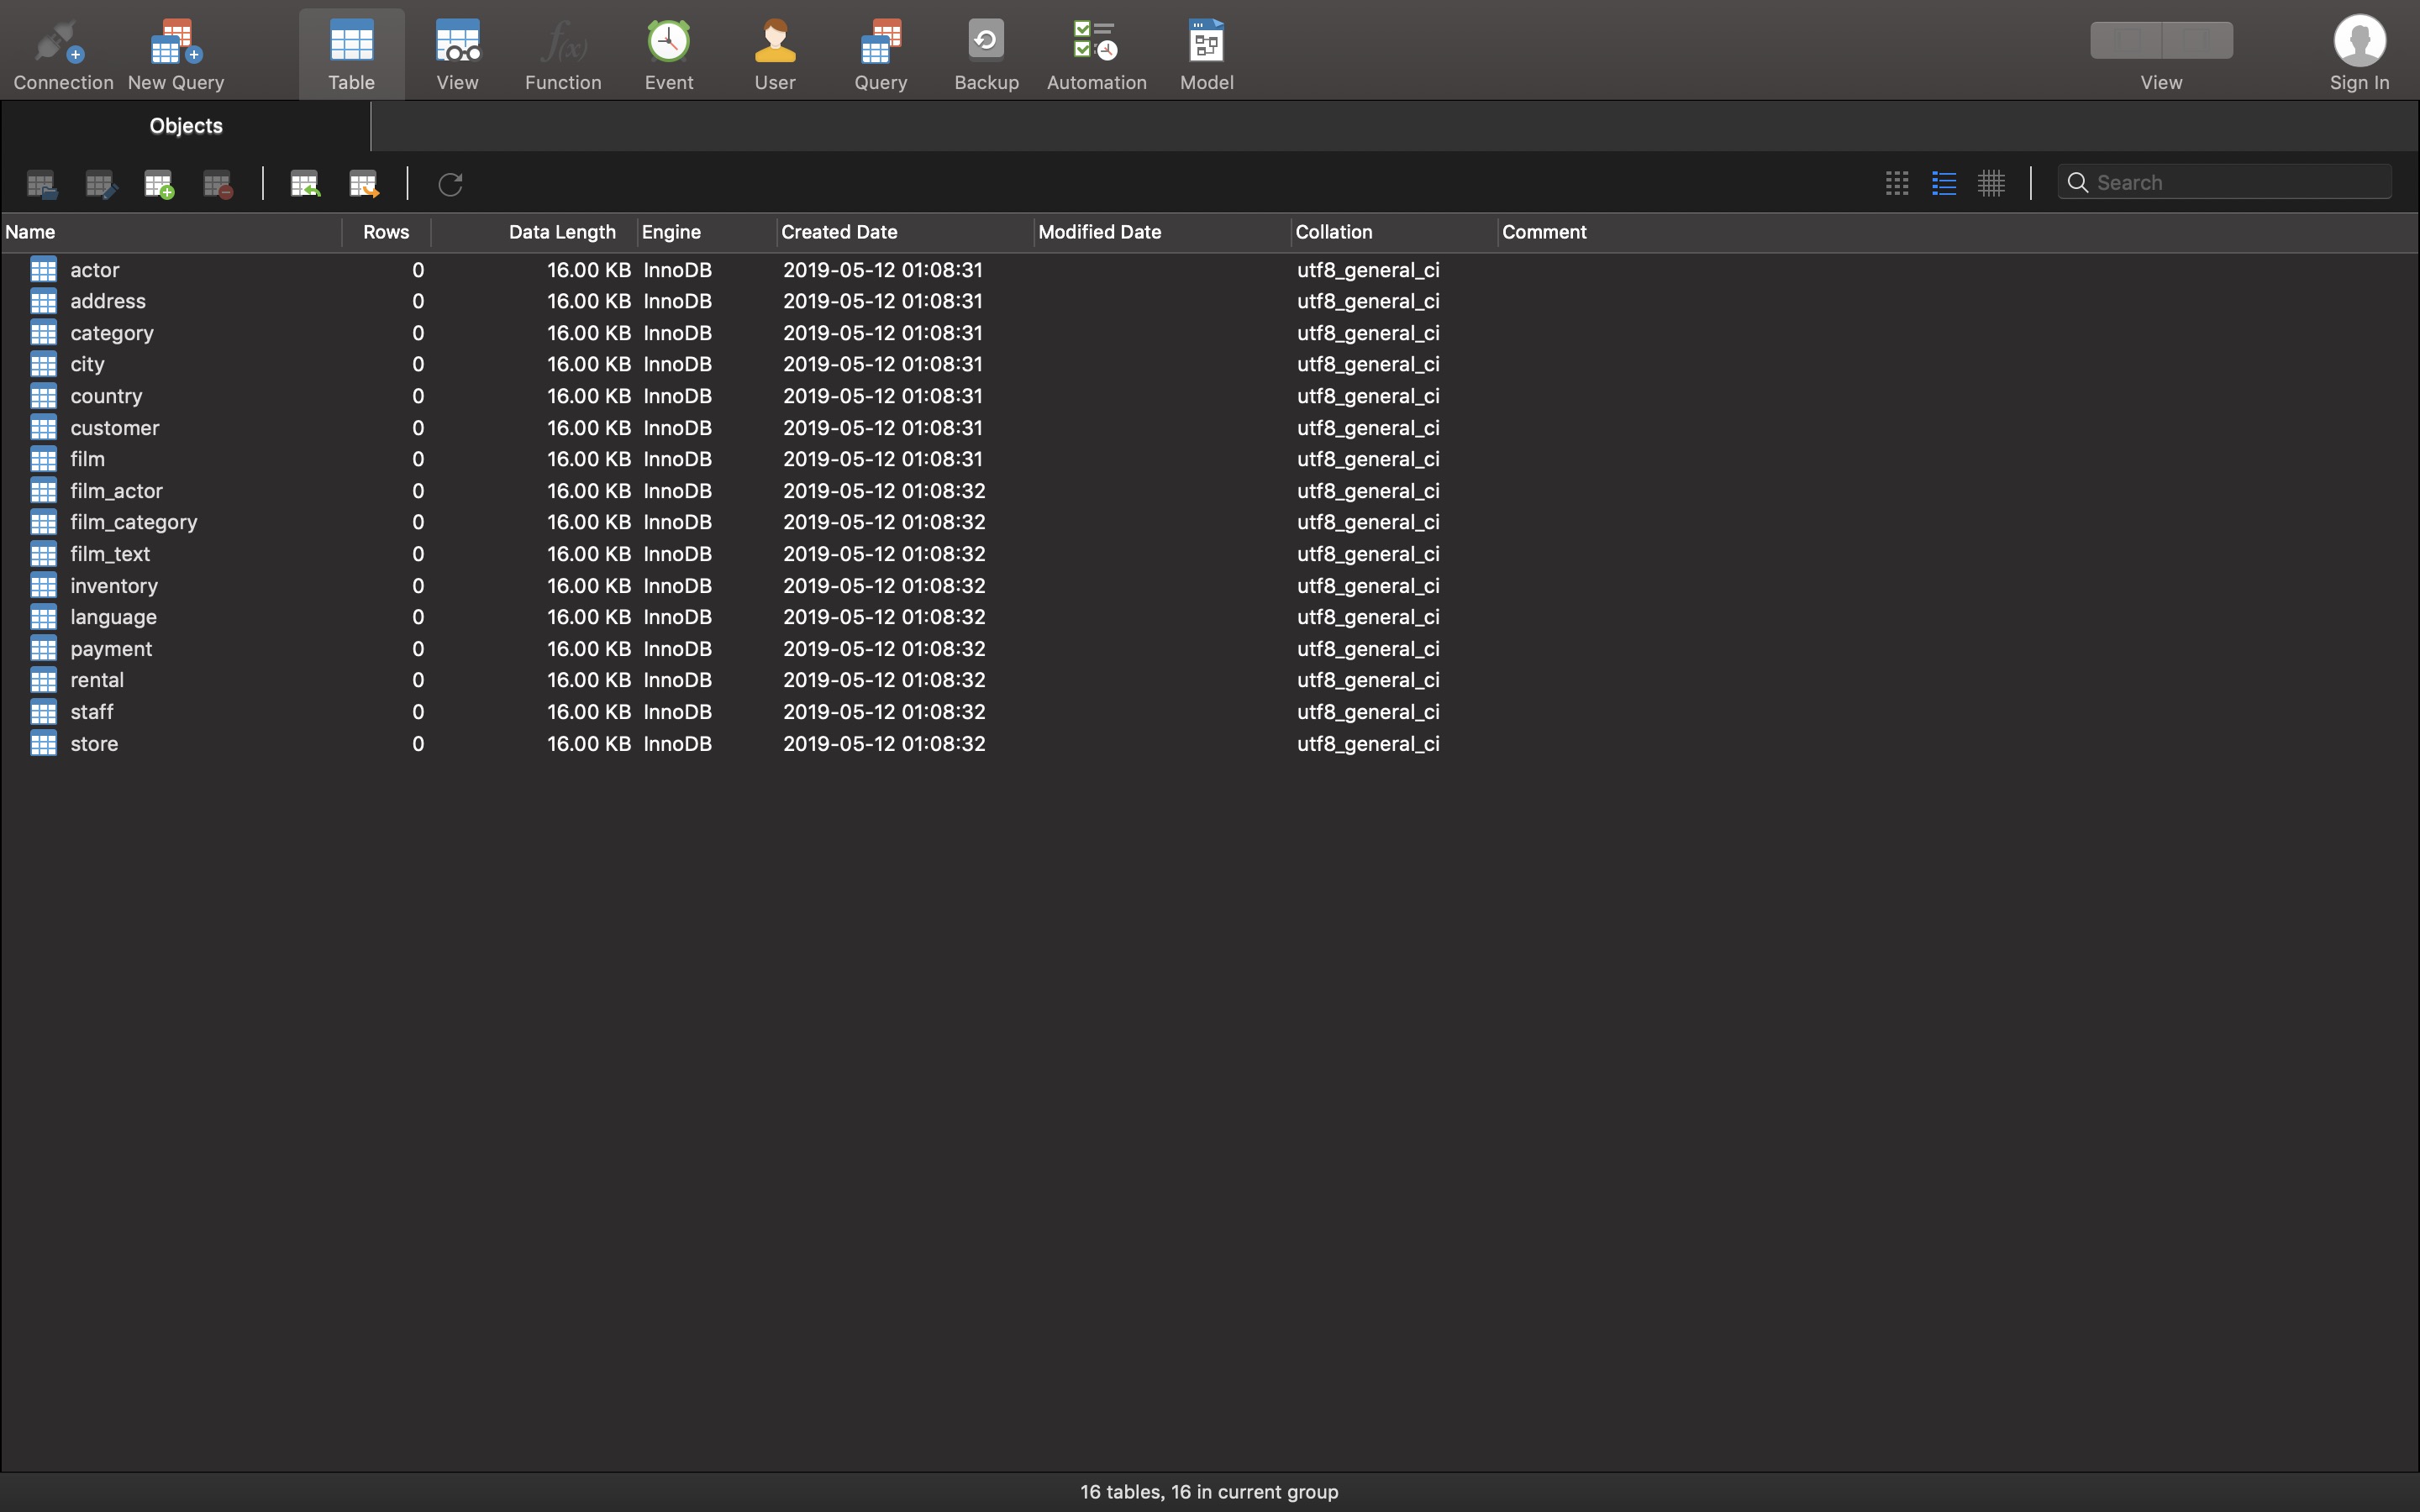 Connection New Query Table View Function Event User Query Backup Automation Model View Sign In
Objects
Search
Name Rows Data Length Engine Created Date Modified Date Collation Comment
actor 0 16.00 KB InnoDB 2019-05-12 01:08:31 utf8_general_ci
address 0 16.00 KB InnoDB 2019-05-12 01:08:31 utf8_general_ci
category 0 16.00 KB InnoDB 2019-05-12 01:08:31 utf8_general_ci
city 0 16.00 KB InnoDB 2019-05-12 01:08:31 utf8_general_ci
country 0 16.00 KB InnoDB 2019-05-12 01:08:31 utf8_general_ci
customer 0 16.00 KB InnoDB 2019-05-12 01:08:31 utf8_general_ci
film 0 16.00 KB InnoDB 2019-05-12 01:08:31 utf8_general_ci
film_actor 0 16.00 KB InnoDB 2019-05-12 01:08:32 utf8_general_ci
film_category 0 16.00 KB InnoDB 2019-05-12 01:08:32 utf8_general_ci
film_text 0 16.00 KB InnoDB 2019-05-12 01:08:32 utf8_general_ci
inventory 0 16.00 KB InnoDB 2019-05-12 01:08:32 utf8_general_ci
language 0 16.00 KB InnoDB 2019-05-12 01:08:32 utf8_general_ci
payment 0 16.00 KB InnoDB 2019-05-12 01:08:32 utf8_general_ci
rental 0 16.00 KB InnoDB 2019-05-12 01:08:32 utf8_general_ci
staff 0 16.00 KB InnoDB 2019-05-12 01:08:32 utf8_general_ci
store 0 16.00 KB InnoDB 2019-05-12 01:08:32 utf8_general_ci
16 tables, 16 in current group